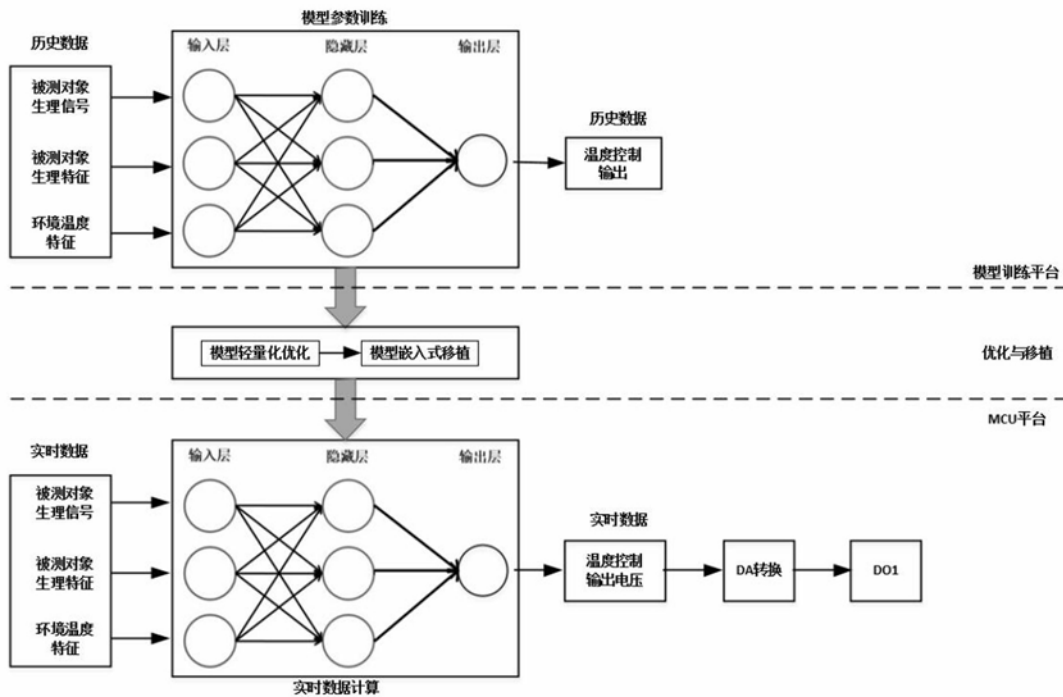 模型参数训练
历史数据
输入层
隐藏层
输出层
被测对象
生理信号
被测对象
生理特征
环境温度
特征
历史数据
温度控制
输出
模型训练平台
模型轻量化优化
模型嵌入式移植
优化与移植
MCU平台
实时数据
输入层
隐藏层
输出层
被测对象
生理信号
被测对象
生理特征
环境温度
特征
实时数据
温度控制
输出电压
DA转换
DO1
实时数据计算